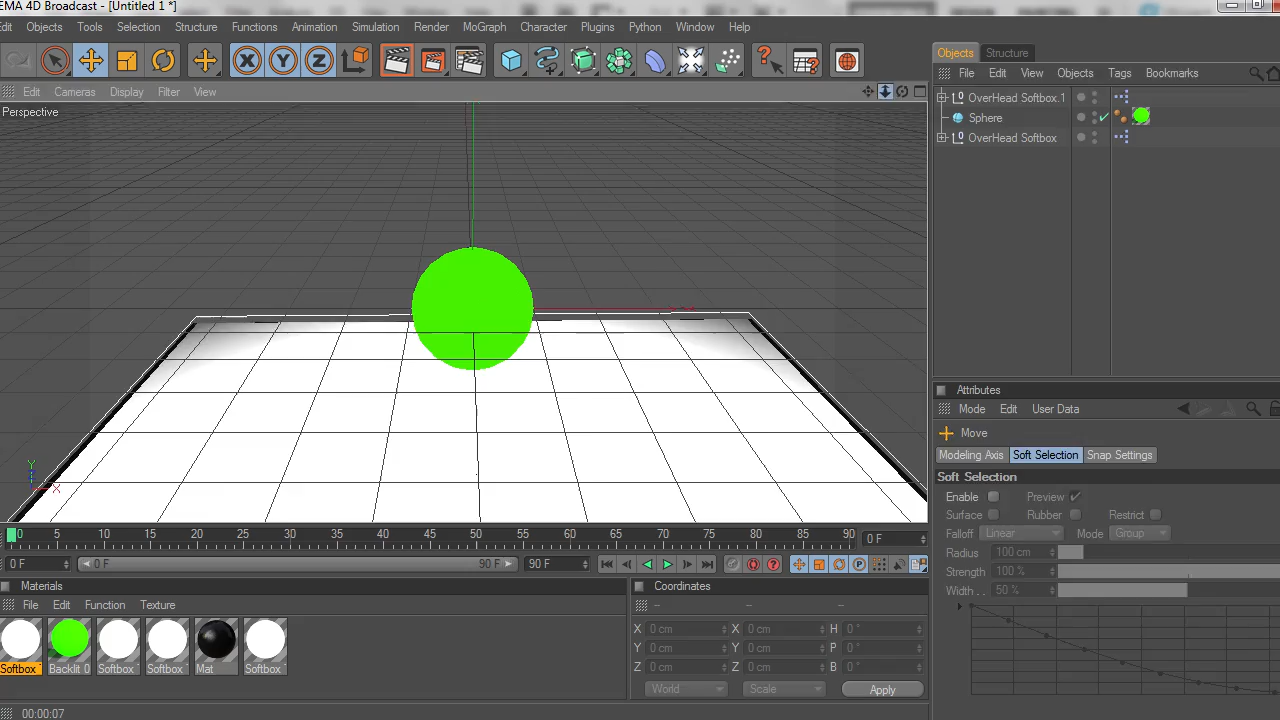 EMA 4D Broadcast - [Untitled 1 *]
Edit Objects Tools Selection Structure Functions Animation Simulation Render MoGraph Character Plugins Python Window Help
X Y Z
Objects Structure
File Edit View Objects Tags Bookmarks
Edit Cameras Display Filter View
Perspective
OverHead Softbox.1
Sphere
OverHead Softbox
Y
X
Attributes
Mode Edit User Data
Move
Modeling Axis Soft Selection Snap Settings
Soft Selection
Enable Preview
Surface Rubber Restrict
Falloff Linear Mode Group
Radius 100 cm
Strength 100 %
Width . . 50 %
0 5 10 15 20 25 30 35 40 45 50 55 60 65 70 75 80 85 90 0 F
0 F 0 F 90 F 90 F
Materials
File Edit Function Texture
Softbox Backlit 0 Softbox Softbox Mat Softbox
Coordinates
-- -- --
X 0 cm X 0 cm H 0 °
Y 0 cm Y 0 cm P 0 °
Z 0 cm Z 0 cm B 0 °
World Scale Apply
00:00:07